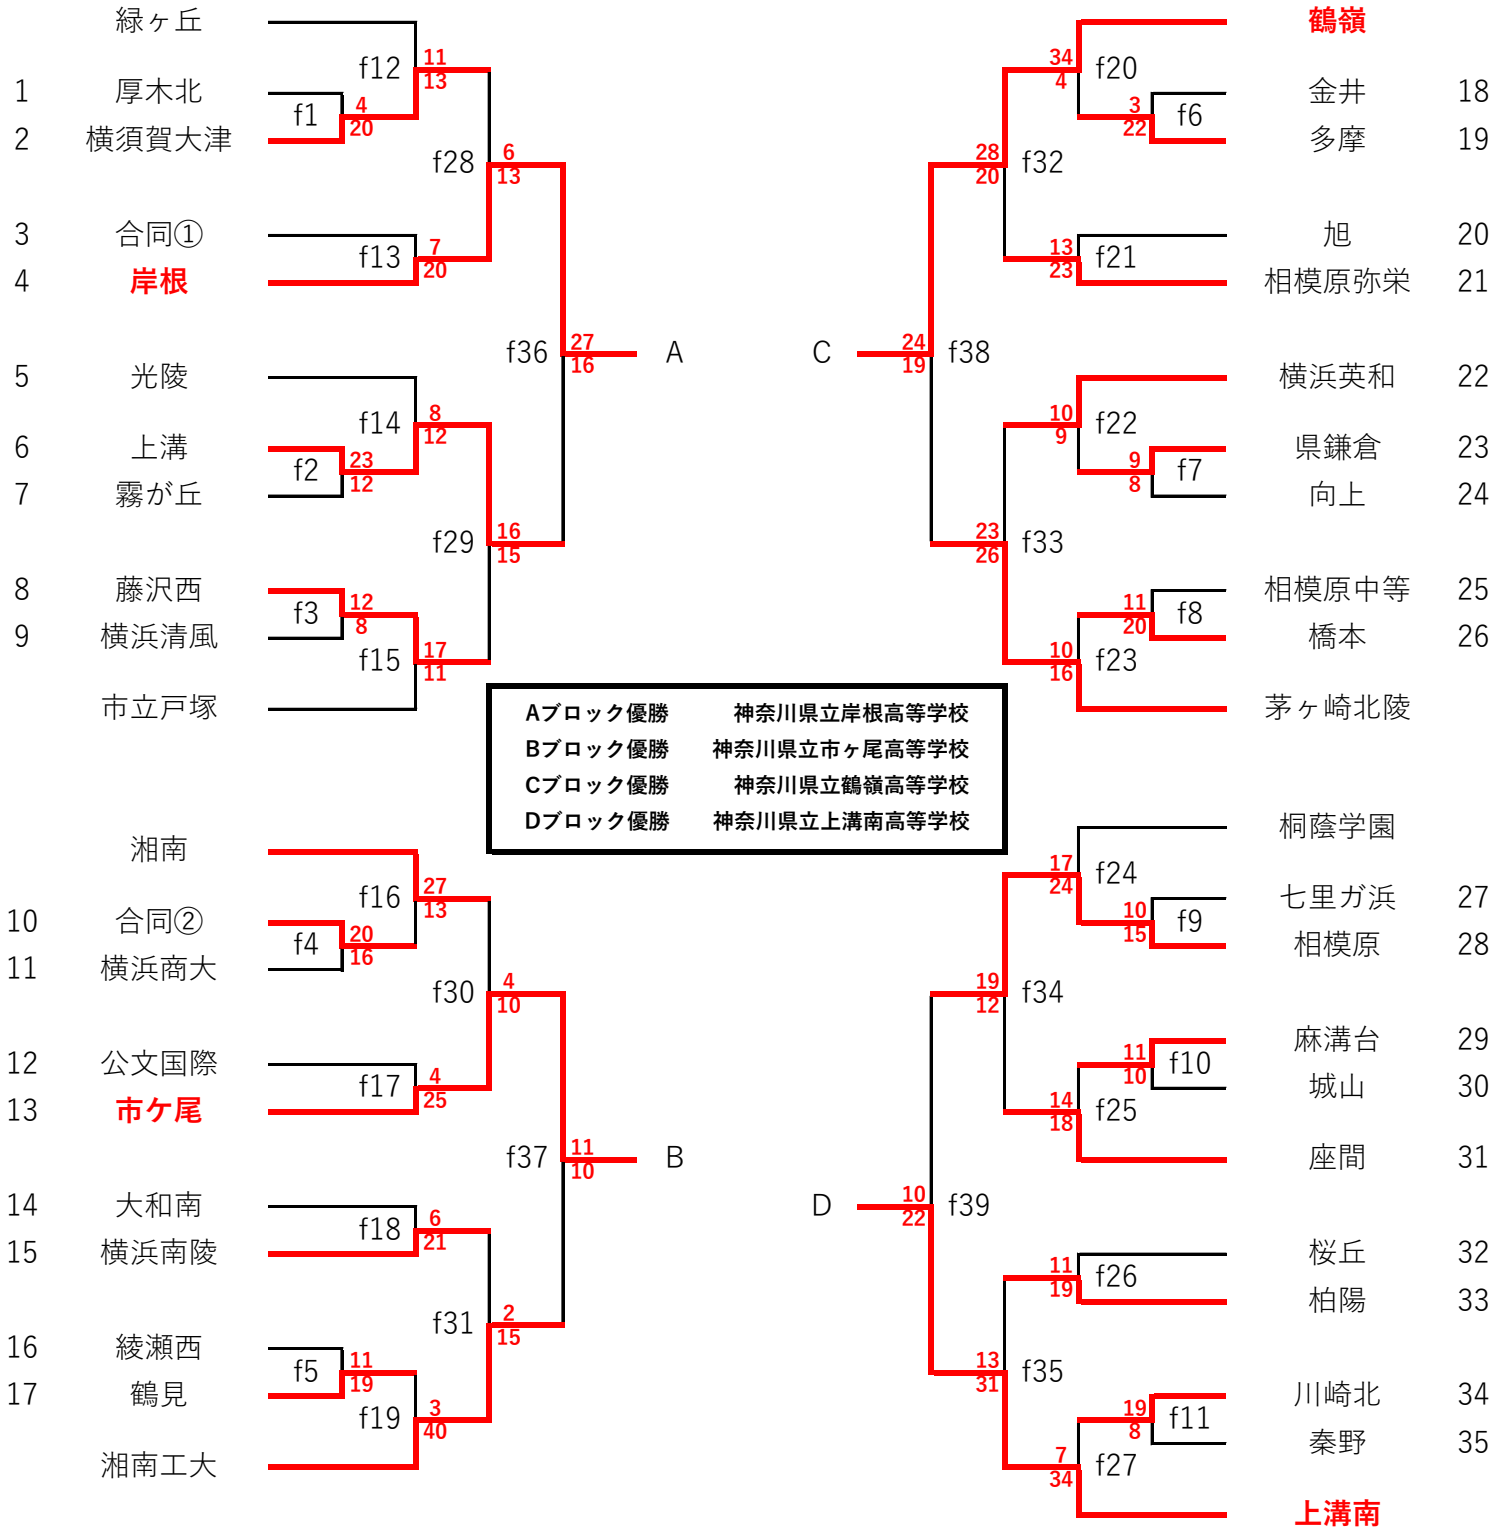 緑ヶ丘
f12
11
13
1
厚木北
2
横須賀大津
f1
4
20
f28
6
13
3
合同①
4
岸根
f13
7
20
f36
27
16
A
5
光陵
f14
8
12
6
上溝
7
霧が丘
f2
23
12
f29
16
15
8
藤沢西
9
横浜清風
f3
12
8
f15
17
11
市立戸塚
鶴嶺
34
4
f20
金井
18
多摩
19
3
22
f6
28
20
f32
旭
20
相模原弥栄
21
13
23
f21
C
24
19
f38
横浜英和
22
10
9
f22
県鎌倉
23
向上
24
9
8
f7
23
26
f33
相模原中等
25
橋本
26
11
20
f8
10
16
f23
茅ヶ崎北陵
Aブロック優勝 神奈川県立岸根高等学校
Bブロック優勝 神奈川県立市ヶ尾高等学校
Cブロック優勝 神奈川県立鶴嶺高等学校
Dブロック優勝 神奈川県立上溝南高等学校
湘南
f16
27
13
10
合同②
11
横浜商大
f4
20
16
f30
4
10
12
公文国際
13
市ケ尾
f17
4
25
f37
11
10
B
14
大和南
15
横浜南陵
f18
6
21
f31
2
15
16
綾瀬西
17
鶴見
f5
11
19
f19
3
40
湘南工大
桐蔭学園
17
24
f24
七里ガ浜
27
相模原
28
10
15
f9
19
12
f34
麻溝台
29
城山
30
11
10
f10
14
18
f25
座間
31
D
10
22
f39
桜丘
32
柏陽
33
11
19
f26
13
31
f35
川崎北
34
秦野
35
19
8
f11
7
34
f27
上溝南